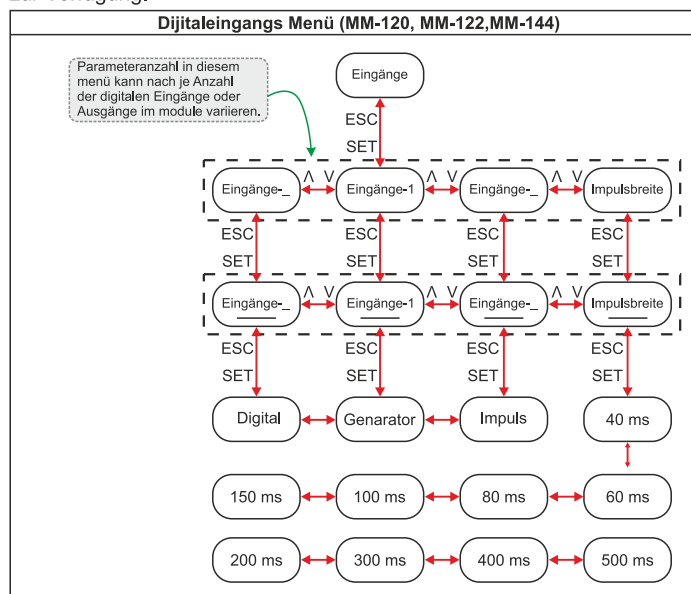 Dijitaleingangs Menü (MM-120, MM-122,MM-144)
Parameteranzahl in diesem
menü kann nach je Anzahl
der digitalen Eingänge oder
Ausgänge im module variieren.
Eingänge
ESC
SET
Eingänge-_ Λ V Eingänge-1 Λ V Eingänge-_ Λ V Impulsbreite
ESC ESC ESC ESC
SET SET SET SET
Eingänge-_ Λ V Eingänge-1 Λ V Eingänge-_ Λ V Impulsbreite
ESC ESC ESC ESC
SET SET SET SET
Digital Genarator Impuls 40 ms
150 ms 100 ms 80 ms 60 ms
200 ms 300 ms 400 ms 500 ms